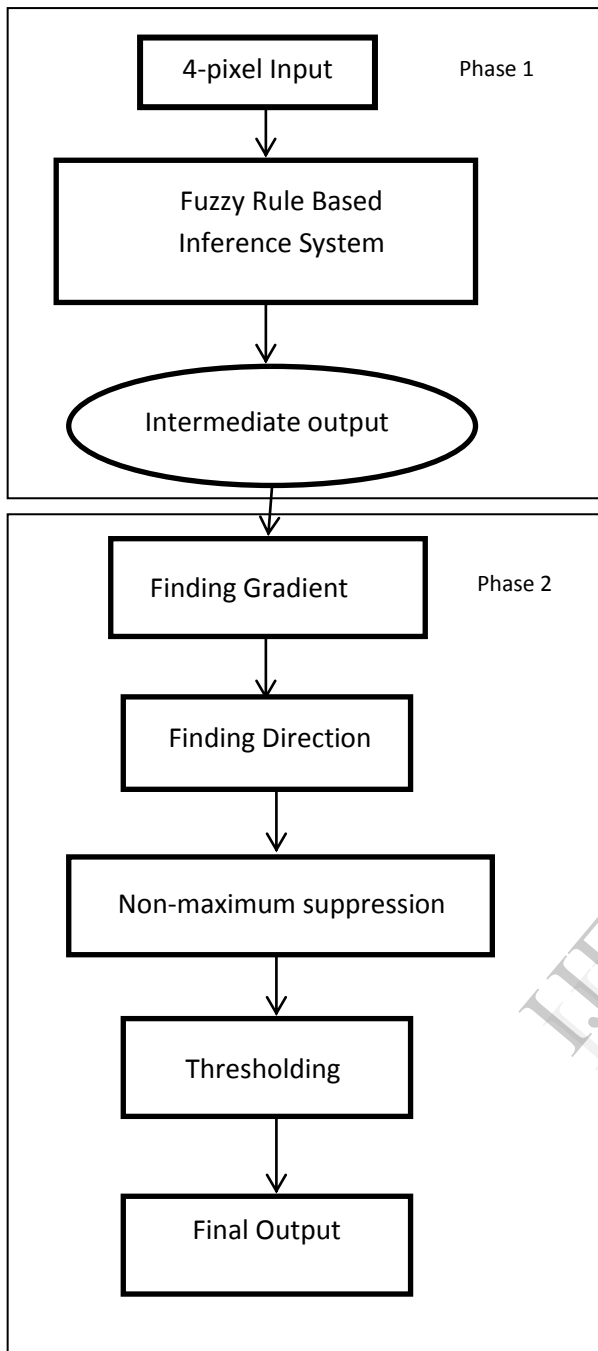 4-pixel Input
Phase 1
Fuzzy Rule Based
Inference System
Intermediate output
Finding Gradient
Phase 2
Finding Direction
Non-maximum suppression
Thresholding
Final Output